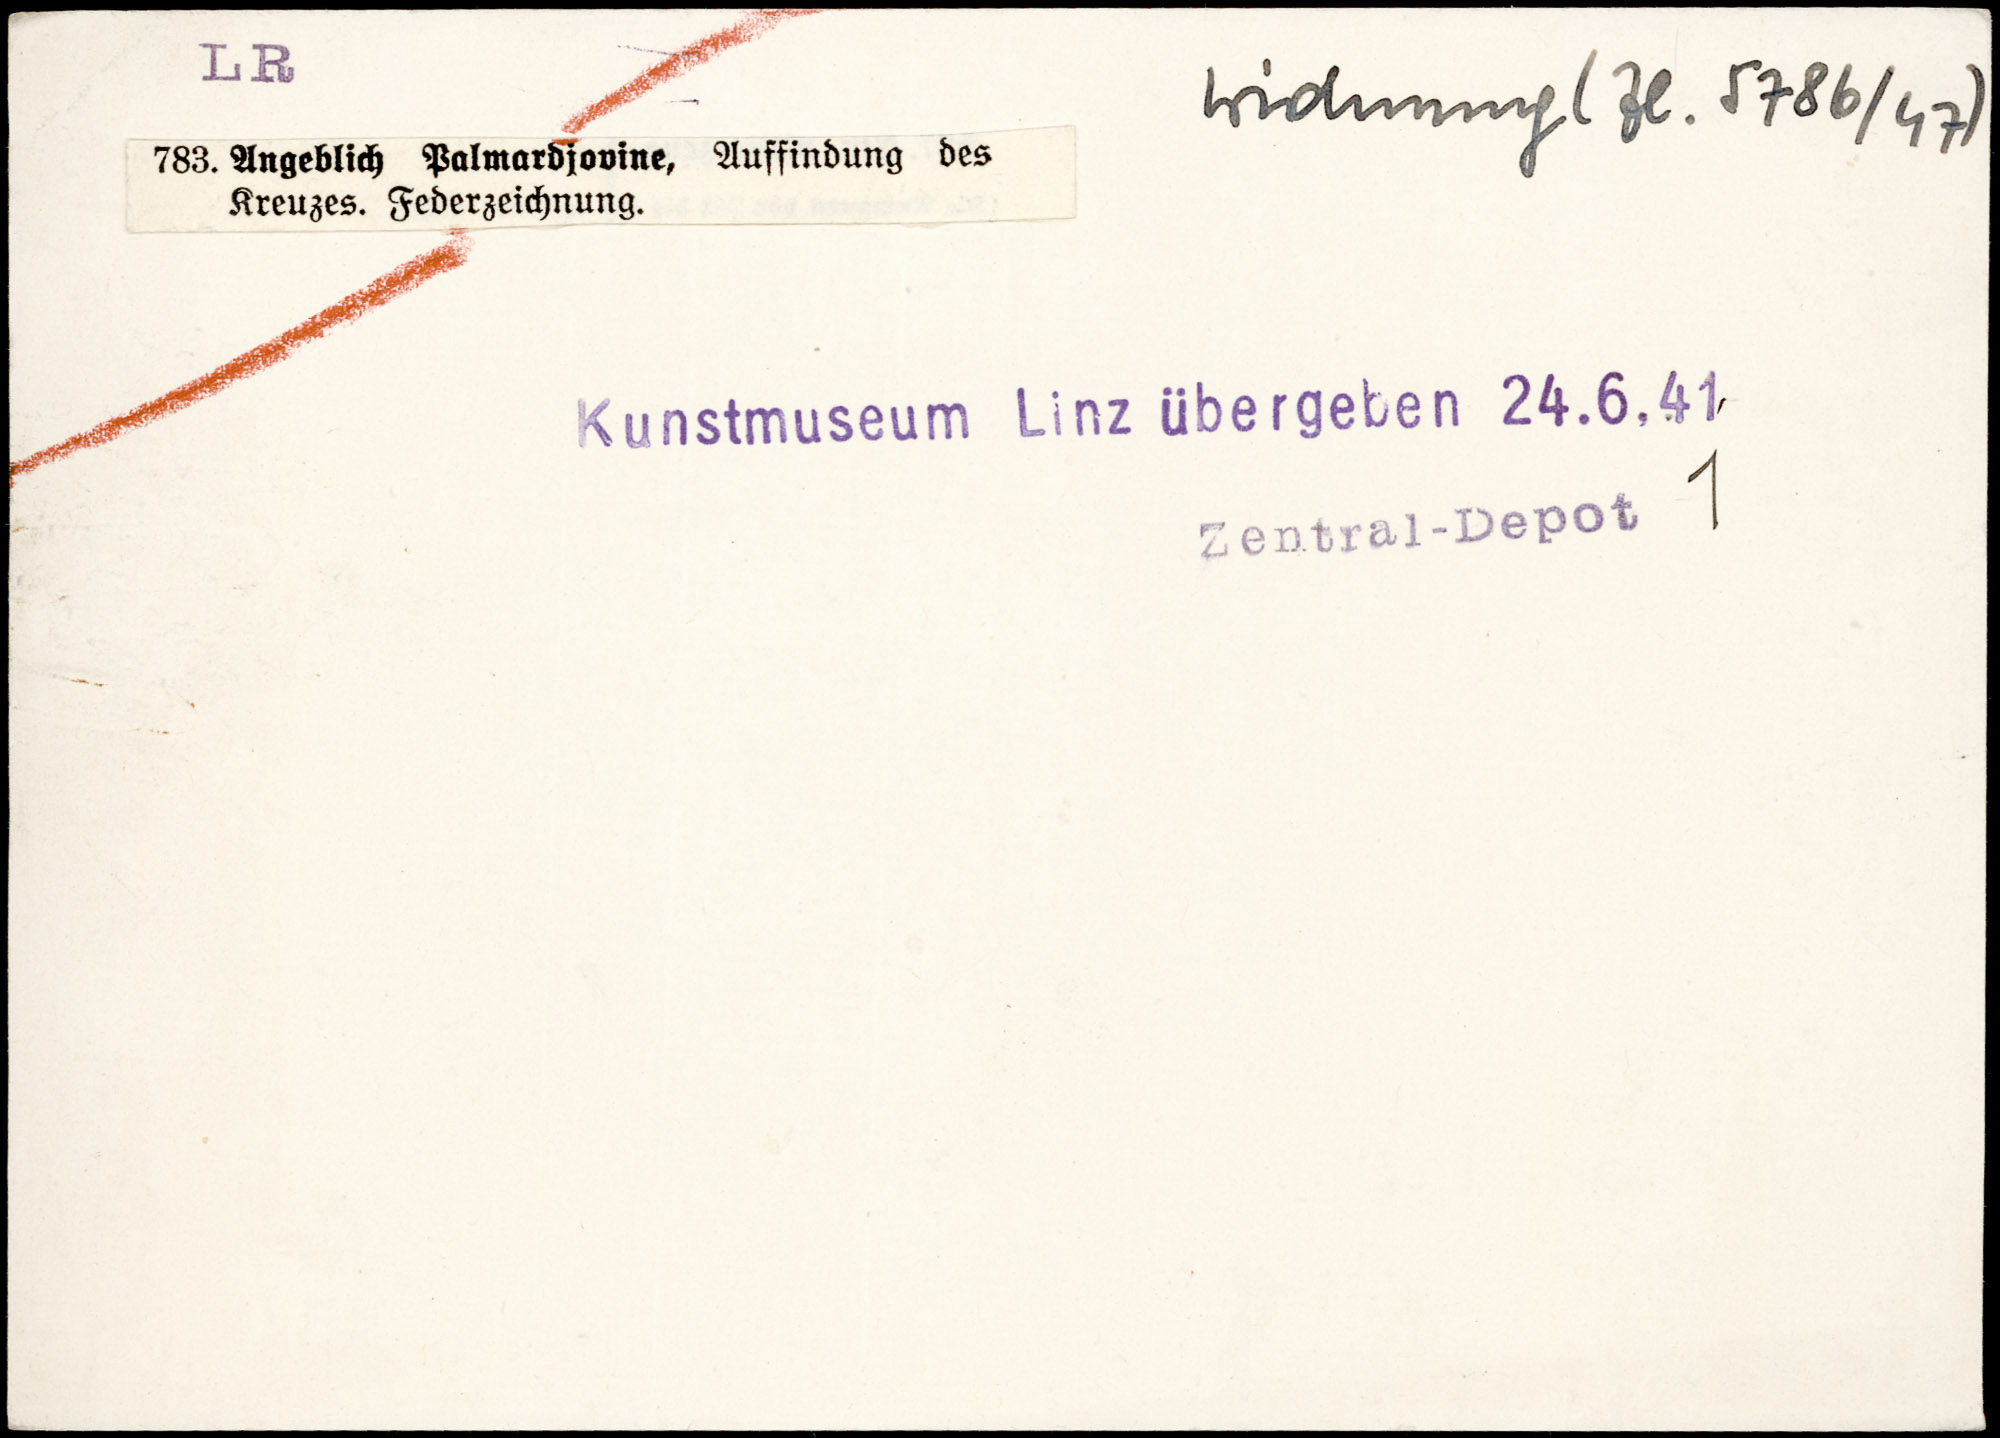 LR
Widmung (Zl. 5786/47)
783. Angeblich Palmardjovine, Auffindung des
Kreuzes. Federzeichnung.
Kunstmuseum Linz übergeben 24.6.41
Zentral-Depot 1